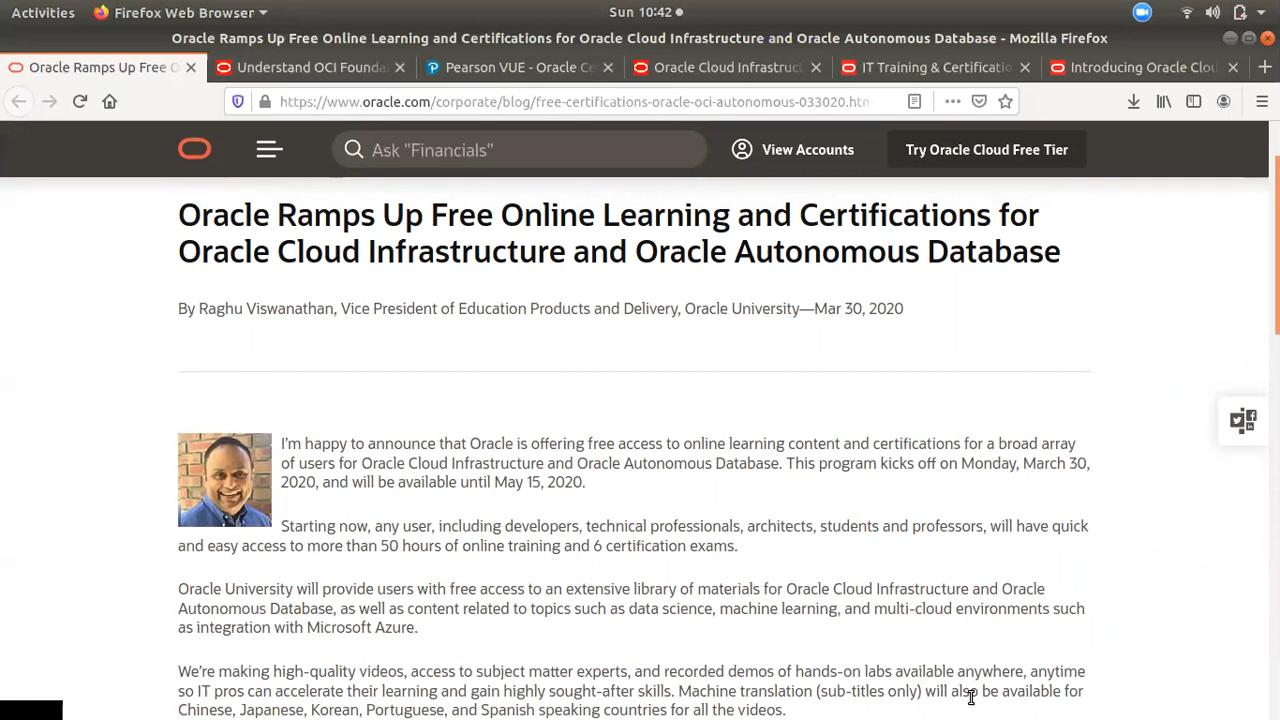 Activities Firefox Web Browser Sun 10:42
Oracle Ramps Up Free Online Learning and Certifications for Oracle Cloud Infrastructure and Oracle Autonomous Database - Mozilla Firefox
Oracle Ramps Up Free O Understand OCI Founda Pearson VUE - Oracle Ce Oracle Cloud Infrastruct IT Training & Certificatio Introducing Oracle Clou
https://www.oracle.com/corporate/blog/free-certifications-oracle-oci-autonomous-033020.htm
Ask "Financials" View Accounts Try Oracle Cloud Free Tier
Oracle Ramps Up Free Online Learning and Certifications for
Oracle Cloud Infrastructure and Oracle Autonomous Database
By Raghu Viswanathan, Vice President of Education Products and Delivery, Oracle University—Mar 30, 2020
I'm happy to announce that Oracle is offering free access to online learning content and certifications for a broad array
of users for Oracle Cloud Infrastructure and Oracle Autonomous Database. This program kicks off on Monday, March 30,
2020, and will be available until May 15, 2020.
Starting now, any user, including developers, technical professionals, architects, students and professors, will have quick
and easy access to more than 50 hours of online training and 6 certification exams.
Oracle University will provide users with free access to an extensive library of materials for Oracle Cloud Infrastructure and Oracle
Autonomous Database, as well as content related to topics such as data science, machine learning, and multi-cloud environments such
as integration with Microsoft Azure.
We're making high-quality videos, access to subject matter experts, and recorded demos of hands-on labs available anywhere, anytime
so IT pros can accelerate their learning and gain highly sought-after skills. Machine translation (sub-titles only) will also be available for
Chinese, Japanese, Korean, Portuguese, and Spanish speaking countries for all the videos.